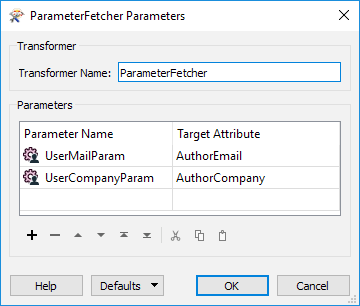 ParameterFetcher Parameters
Transformer
Transformer Name: ParameterFetcher
Parameters
Parameter Name Target Attribute
UserMailParam AuthorEmail
UserCompanyParam AuthorCompany
Help Defaults OK Cancel